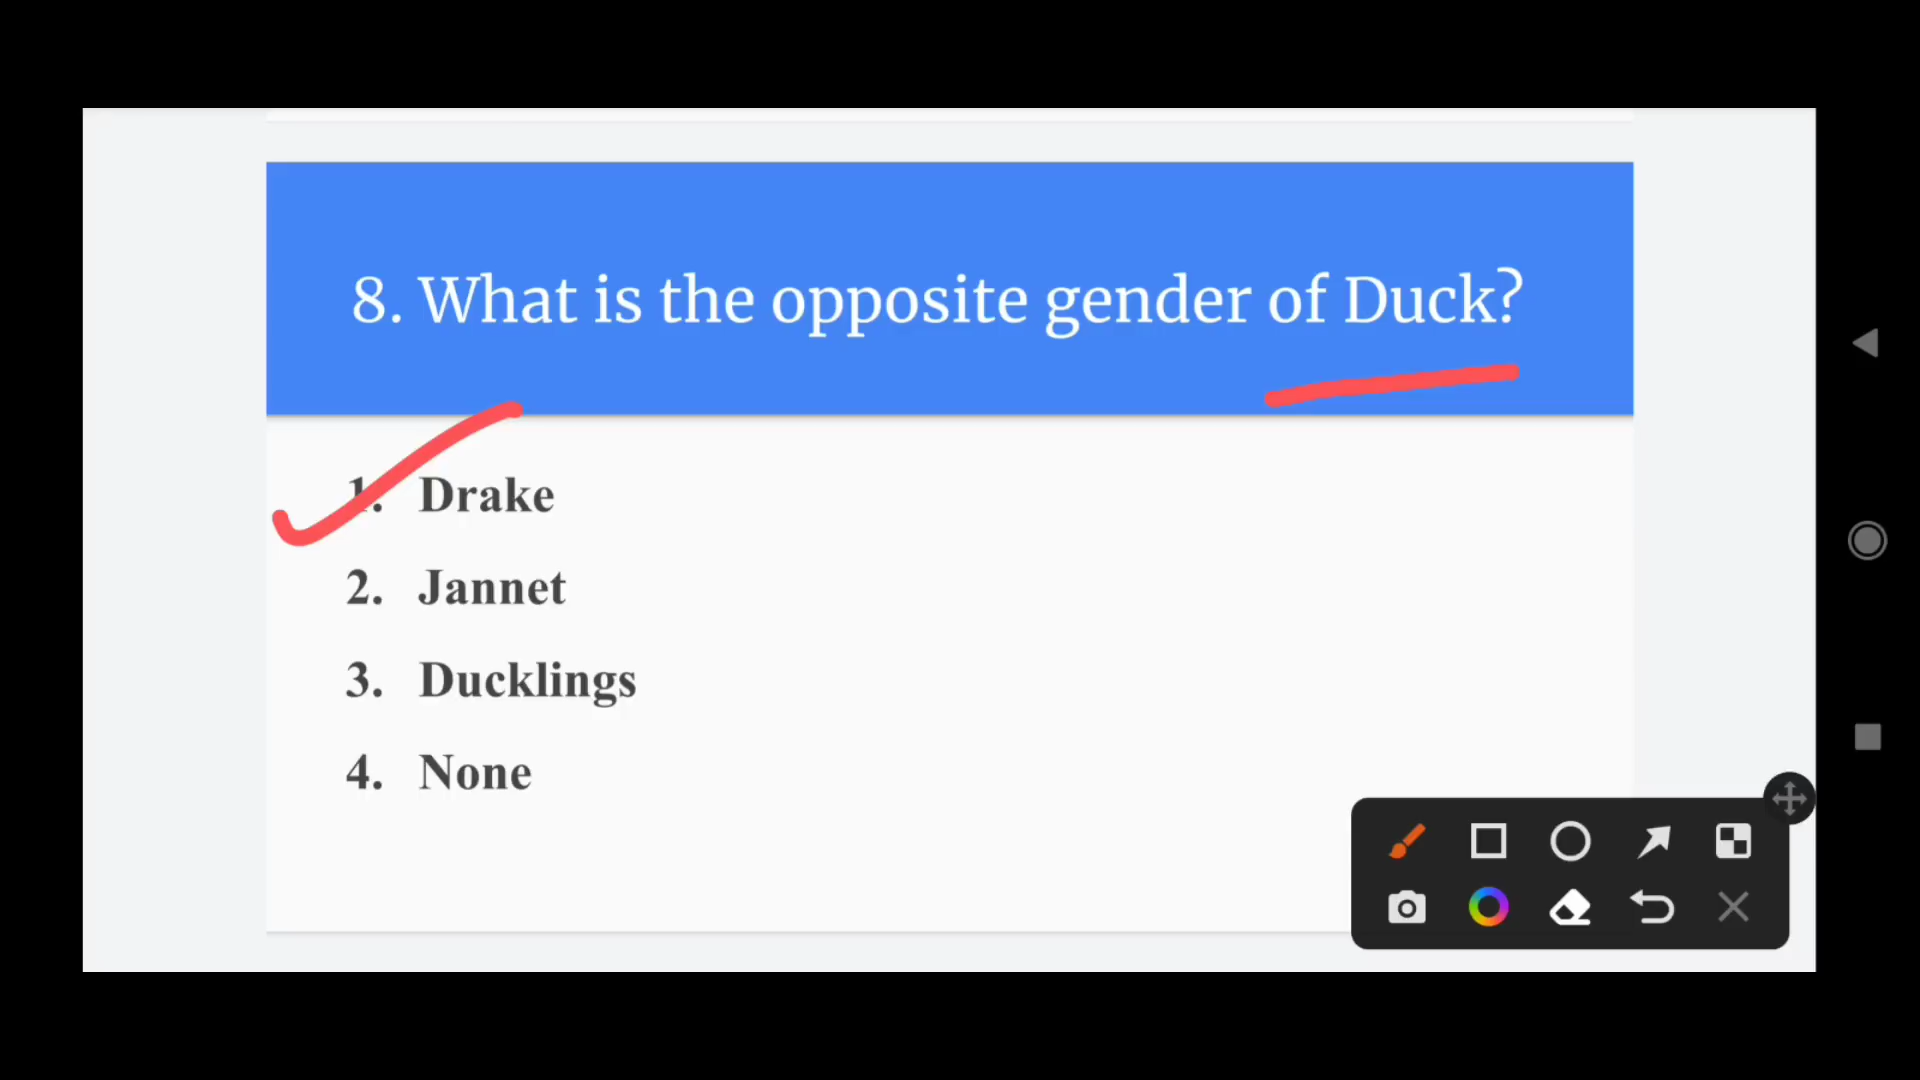 8. What is the opposite gender of Duck?
1. Drake
2. Jannet
3. Ducklings
4. None